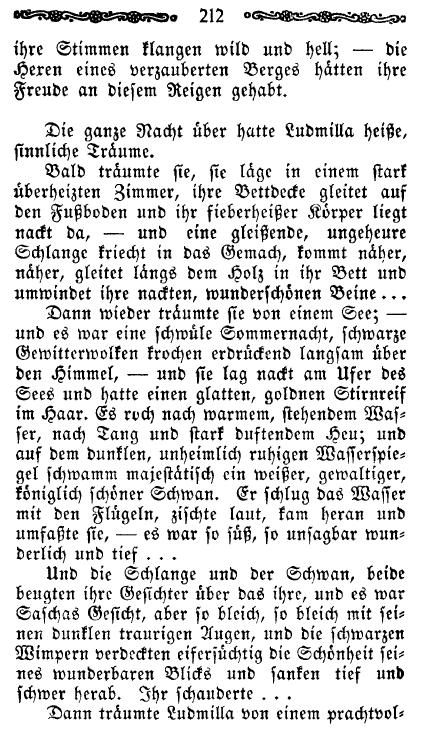 212
ihre Stimmen klangen wild und hell; — die
Hexen eines verzauberten Berges hätten ihre
Freude an diesem Reigen gehabt.
Die ganze Nacht über hatte Ludmilla heiße,
sinnliche Träume.
Bald träumte sie, sie läge in einem stark
überheizten Zimmer, ihre Bettdecke gleitet auf
den Fußboden und ihr fieberheißer Körper liegt
nackt da, — und eine gleißende, ungeheure
Schlange kriecht in das Gemach, kommt näher,
näher, gleitet längs dem Holz in ihr Bett und
umwindet ihre nackten, wunderschönen Beine ...
Dann wieder träumte sie von einem See; —
und es war eine schwüle Sommernacht, schwarze
Gewitterwolken krochen erdrückend langsam über
den Himmel, — und sie lag nackt am Ufer des
Sees und hatte einen glatten, goldnen Stirnreif
im Haar. Es roch nach warmem, stehendem Was-
ser, nach Tang und stark duftendem Heu; und
auf dem dunklen, unheimlich ruhigen Wasserspie-
gel schwamm majestätisch ein weißer, gewaltiger,
königlich schöner Schwan. Er schlug das Wasser
mit den Flügeln, zischte laut, kam heran und
umfaßte sie, — es war so süß, so unsagbar wun-
derlich und tief . . .
Und die Schlange und der Schwan, beide
beugten ihre Gesichter über das ihre, und es war
Saschas Gesicht, aber so bleich, so bleich mit sei-
nen dunklen traurigen Augen, und die schwarzen
Wimpern verdeckten eifersüchtig die Schönheit sei-
nes wunderbaren Blicks und sanken tief und
schwer herab. Ihr schauderte . . .
Dann träumte Ludmilla von einem prachtvol-